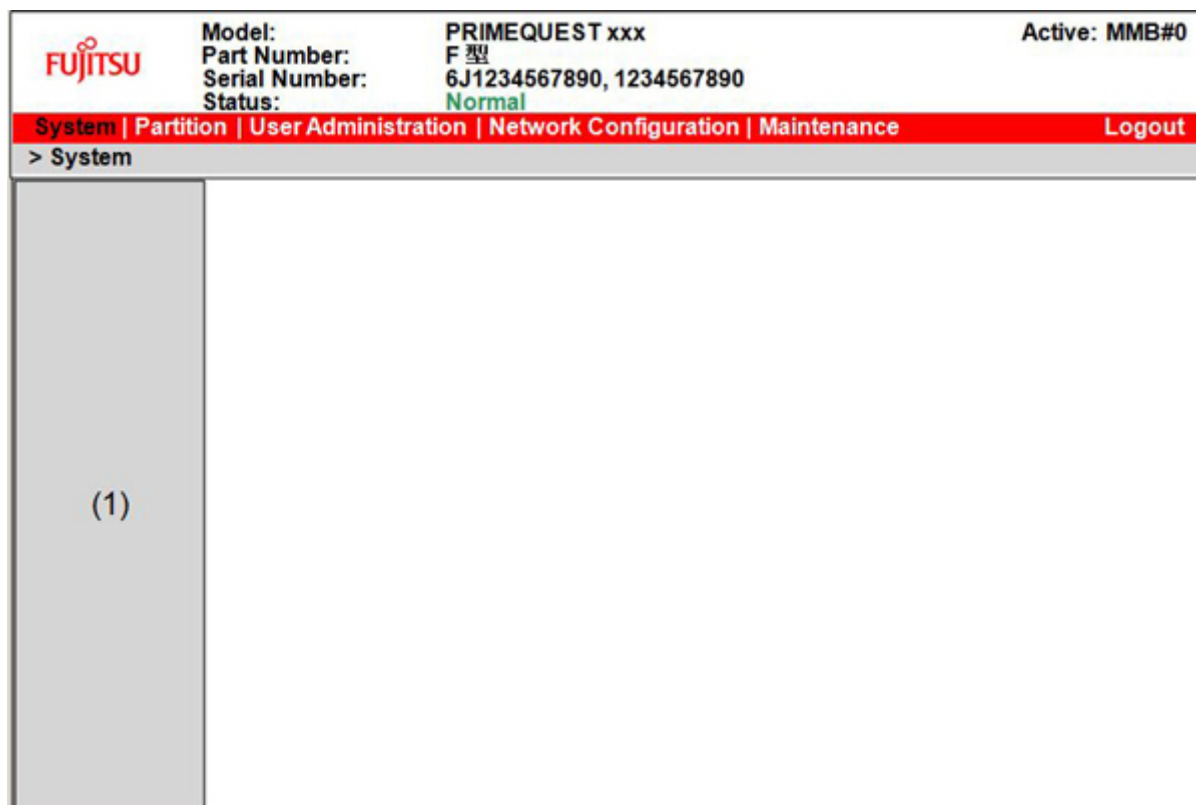 FUJITSU
Model: PRIMEQUEST xxx Active: MMB#0
Part Number: F 型
Serial Number: 6J1234567890, 1234567890
Status: Normal
System | Partition | User Administration | Network Configuration | Maintenance Logout
> System
(1)